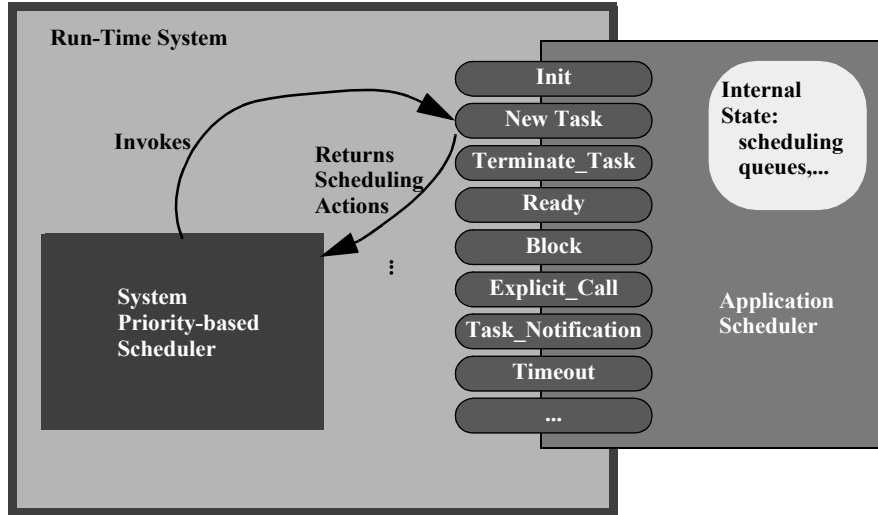 Run-Time System
Invokes
Returns
Scheduling
Actions
...
System
Priority-based
Scheduler
Init
New Task
Terminate_Task
Ready
Block
Explicit_Call
Task_Notification
Timeout
...
Internal
State:
scheduling
queues,...
Application
Scheduler